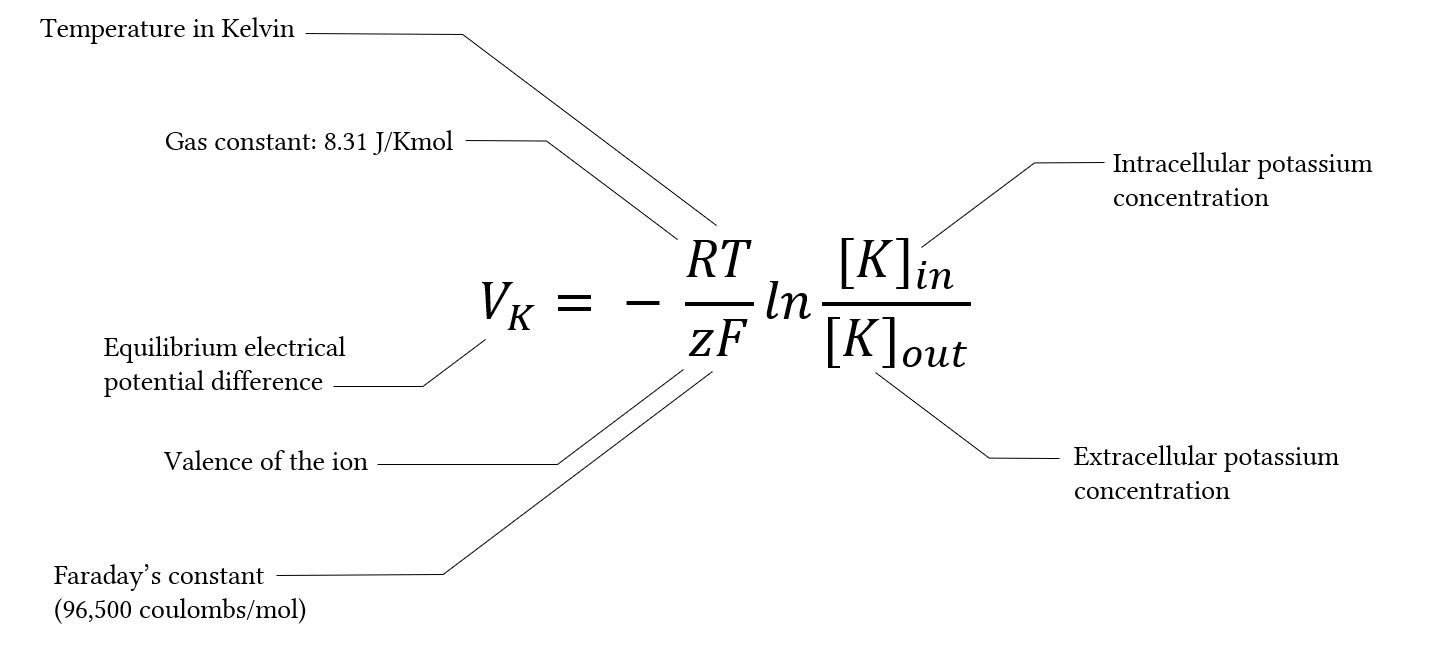 Temperature in Kelvin
Gas constant: 8.31 J/Kmol
Intracellular potassium
concentration
V_K = − \frac{RT}{zF} ln \frac{[K]_{in}}{[K]_{out}}
Equilibrium electrical
potential difference
Valence of the ion
Extracellular potassium
concentration
Faraday’s constant
(96,500 coulombs/mol)